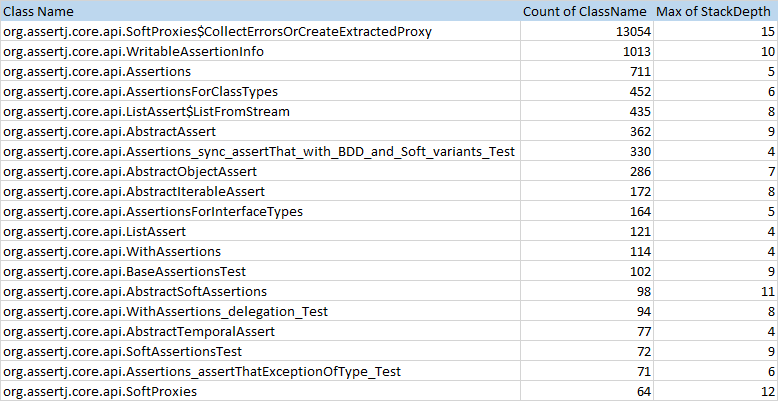 Class Name Count of ClassName Max of StackDepth
org.assertj.core.api.SoftProxies$CollectErrorsOrCreateExtractedProxy 13054 15
org.assertj.core.api.WritableAssertionInfo 1013 10
org.assertj.core.api.Assertions 711 5
org.assertj.core.api.AssertionsForClassTypes 452 6
org.assertj.core.api.ListAssert$ListFromStream 435 8
org.assertj.core.api.AbstractAssert 362 9
org.assertj.core.api.Assertions_sync_assertThat_with_BDD_and_Soft_variants_Test 330 4
org.assertj.core.api.AbstractObjectAssert 286 7
org.assertj.core.api.AbstractIterableAssert 172 8
org.assertj.core.api.AssertionsForInterfaceTypes 164 5
org.assertj.core.api.ListAssert 121 4
org.assertj.core.api.WithAssertions 114 4
org.assertj.core.api.BaseAssertionsTest 102 9
org.assertj.core.api.AbstractSoftAssertions 98 11
org.assertj.core.api.WithAssertions_delegation_Test 94 8
org.assertj.core.api.AbstractTemporalAssert 77 4
org.assertj.core.api.SoftAssertionsTest 72 9
org.assertj.core.api.Assertions_assertThatExceptionOfType_Test 71 6
org.assertj.core.api.SoftProxies 64 12